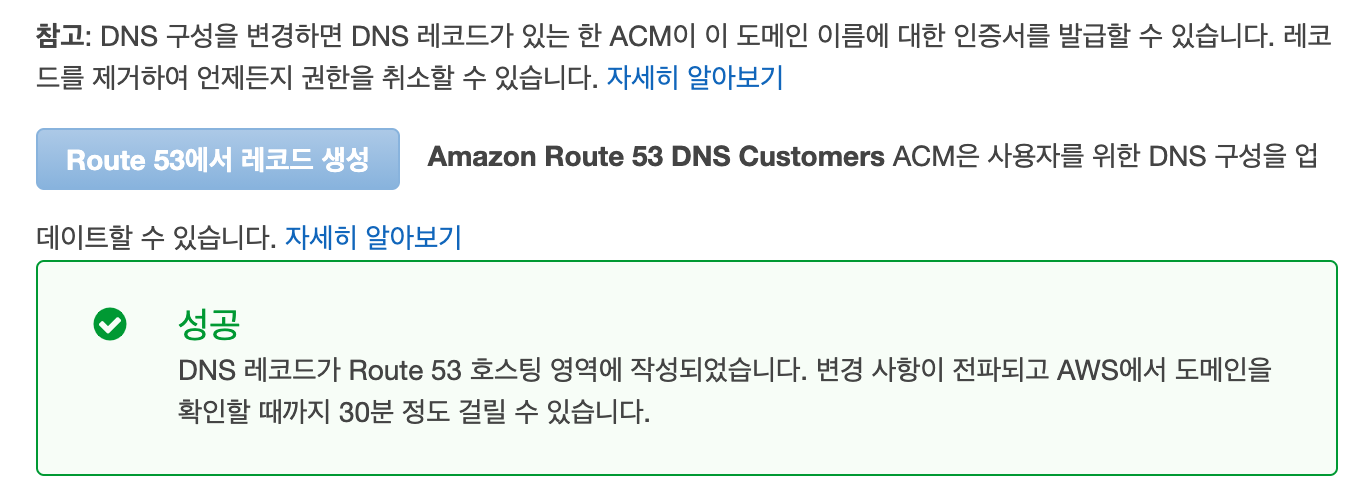 참고: DNS 구성을 변경하면 DNS 레코드가 있는 한 ACM이 이 도메인 이름에 대한 인증서를 발급할 수 있습니다. 레코
드를 제거하여 언제든지 권한을 취소할 수 있습니다. 자세히 알아보기
Route 53에서 레코드 생성 Amazon Route 53 DNS Customers ACM은 사용자를 위한 DNS 구성을 업
데이트할 수 있습니다. 자세히 알아보기
성공
DNS 레코드가 Route 53 호스팅 영역에 작성되었습니다. 변경 사항이 전파되고 AWS에서 도메인을
확인할 때까지 30분 정도 걸릴 수 있습니다.